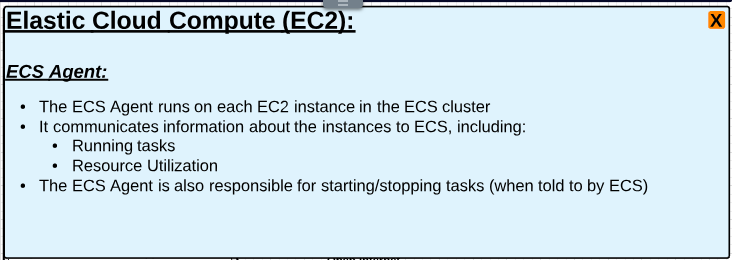 Elastic Cloud Compute (EC2):
X
ECS Agent:
• The ECS Agent runs on each EC2 instance in the ECS cluster
• It communicates information about the instances to ECS, including:
• Running tasks
• Resource Utilization
• The ECS Agent is also responsible for starting/stopping tasks (when told to by ECS)